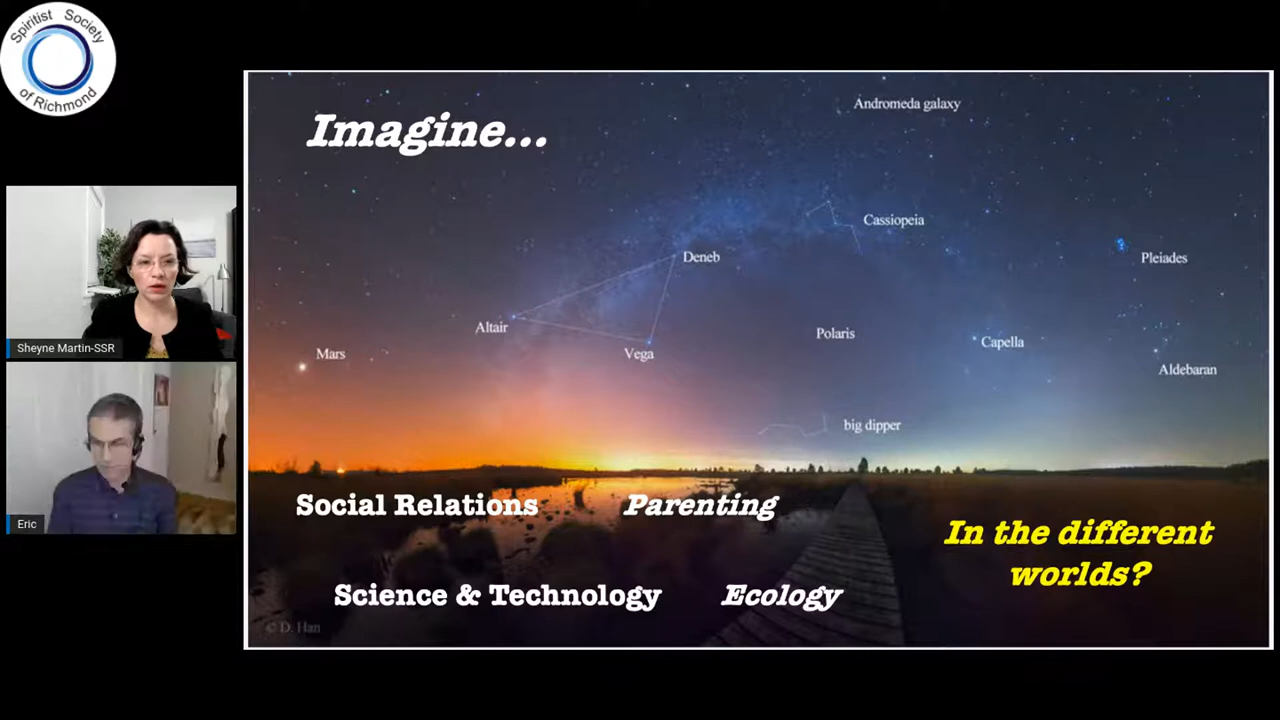 Spiritist Society
of Richmond
Sheyne Martin-SSR
Eric
Imagine...
Andromeda galaxy
Cassiopeia
Deneb
Pleiades
Altair
Polaris
Capella
Mars
Vega
Aldebaran
big dipper
Social Relations
Parenting
In the different
worlds?
Science & Technology
Ecology
© D. Han